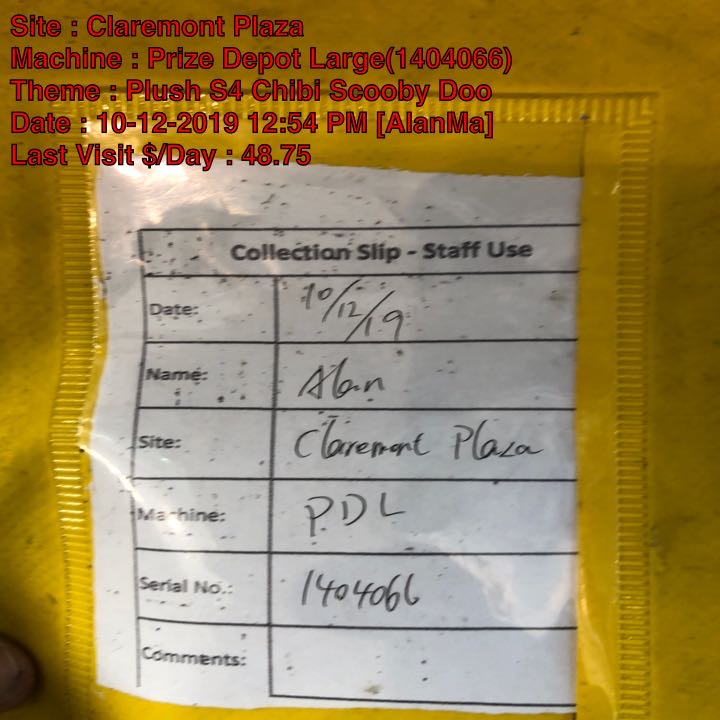 Site : Claremont Plaza
Machine : Prize Depot Large(1404066)
Theme : Plush S4 Chibi Scooby Doo
Date : 10-12-2019 12:54 PM [AlanMa]
Last Visit $/Day : 48.75
Collection Slip - Staff Use
Date: 10/12/19
Name: Alan
Site: Claremont Plaza
Machine: PDL
Serial No.: 1404066
Comments: